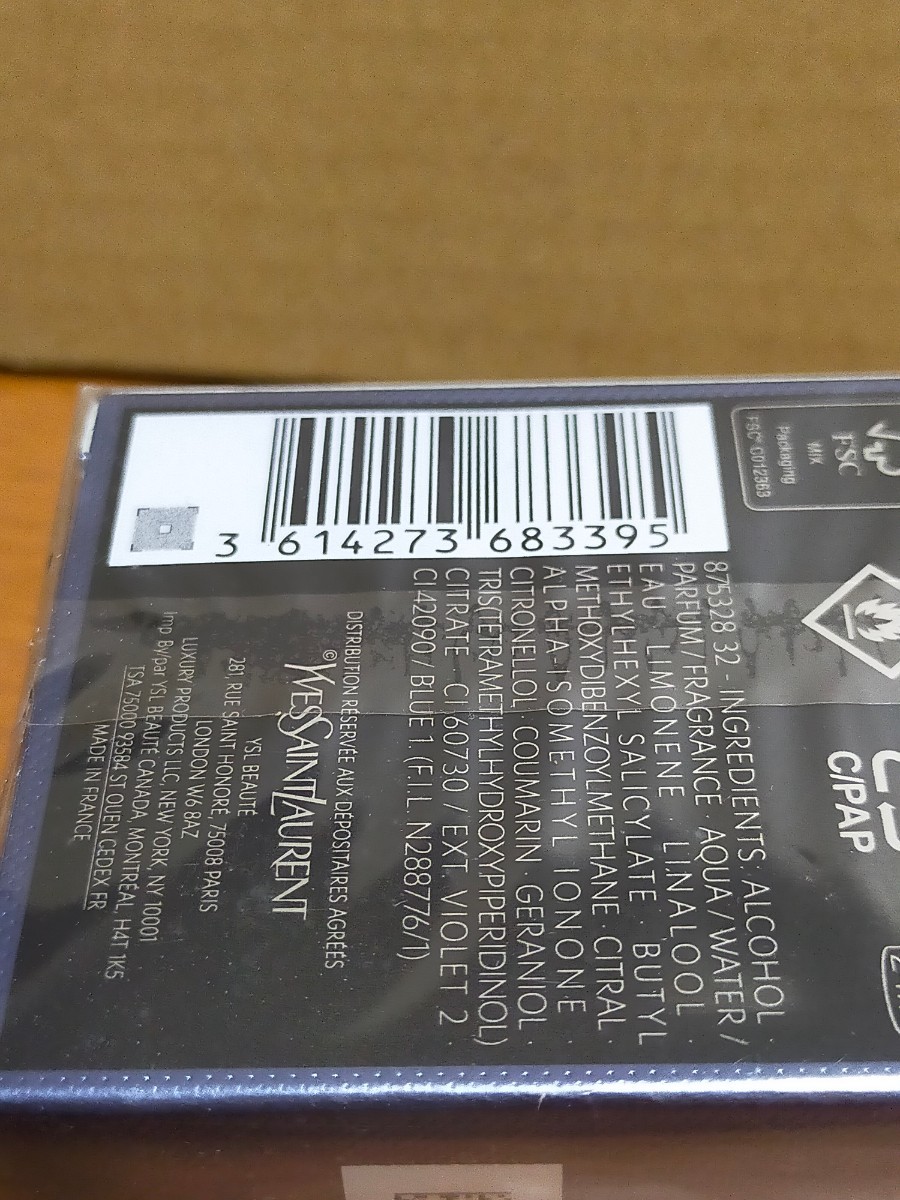 3 614273 683395
FSC
MIX
Packaging
FSC® C012363
C/PAP
875328 32 - INGREDIENTS: ALCOHOL ·
PARFUM / FRAGRANCE · AQUA / WATER /
EAU · LIMONENE · LINALOOL ·
ETHYLHEXYL SALICYLATE · BUTYL
METHOXYDIBENZOYLMETHANE · CITRAL ·
ALPHA-ISOMETHYL IONONE ·
CITRONELLOL · COUMARIN · GERANIOL ·
TRIS(TETRAMETHYLHYDROXYPIPERIDINOL)
CITRATE · CI 60730 / EXT. VIOLET 2 ·
CI 42090 / BLUE 1. (F.I.L. N288776/1)
DISTRIBUTION RÉSERVÉE AUX DÉPOSITAIRES AGRÉÉS
© YVESSAINTLAURENT
YSL BEAUTÉ
281, RUE SAINT HONORÉ, 75008 PARIS
LONDON W6 8AZ
LUXURY PRODUCTS LLC, NEW YORK, NY 10001
Imp By/par YSL BEAUTÉ CANADA, MONTRÉAL, H4T 1K5
TSA 75000 93584 ST OUEN CEDEX FR
MADE IN FRANCE